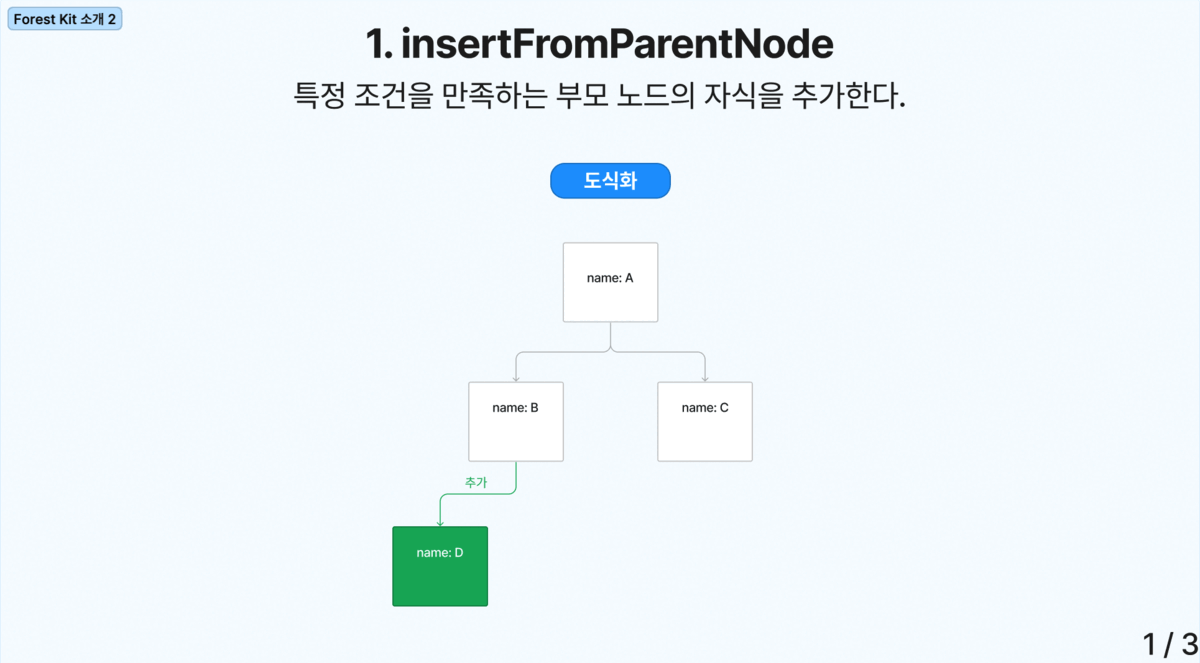 Forest Kit 소개 2
1. insertFromParentNode
특정 조건을 만족하는 부모 노드의 자식을 추가한다.
도식화
name: A
name: B
name: C
추가
name: D
1 / 3